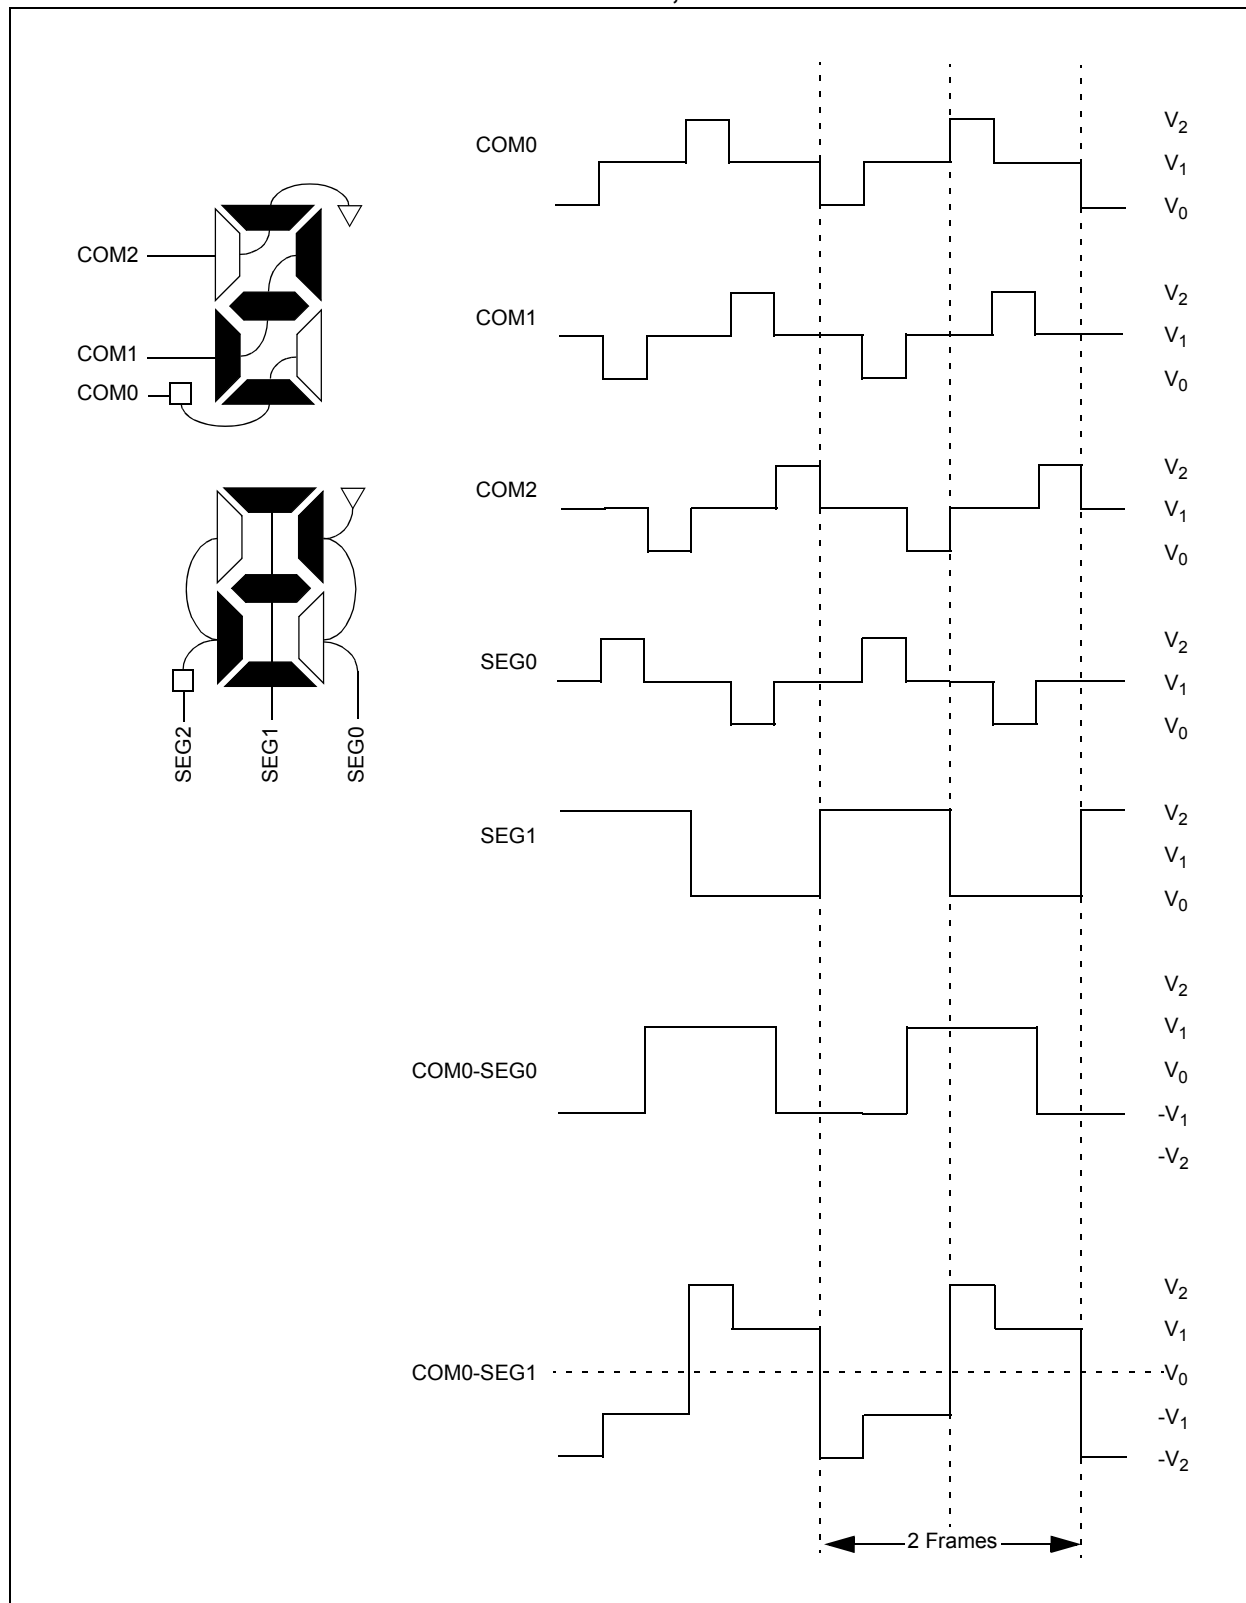 COM0
V2
V1
V0
COM2
COM1
COM0
COM1
V2
V1
V0
COM2
V2
V1
V0
SEG2
SEG1
SEG0
SEG0
V2
V1
V0
SEG1
V2
V1
V0
COM0-SEG0
V2
V1
V0
-V1
-V2
COM0-SEG1
V2
V1
V0
-V1
-V2
2 Frames